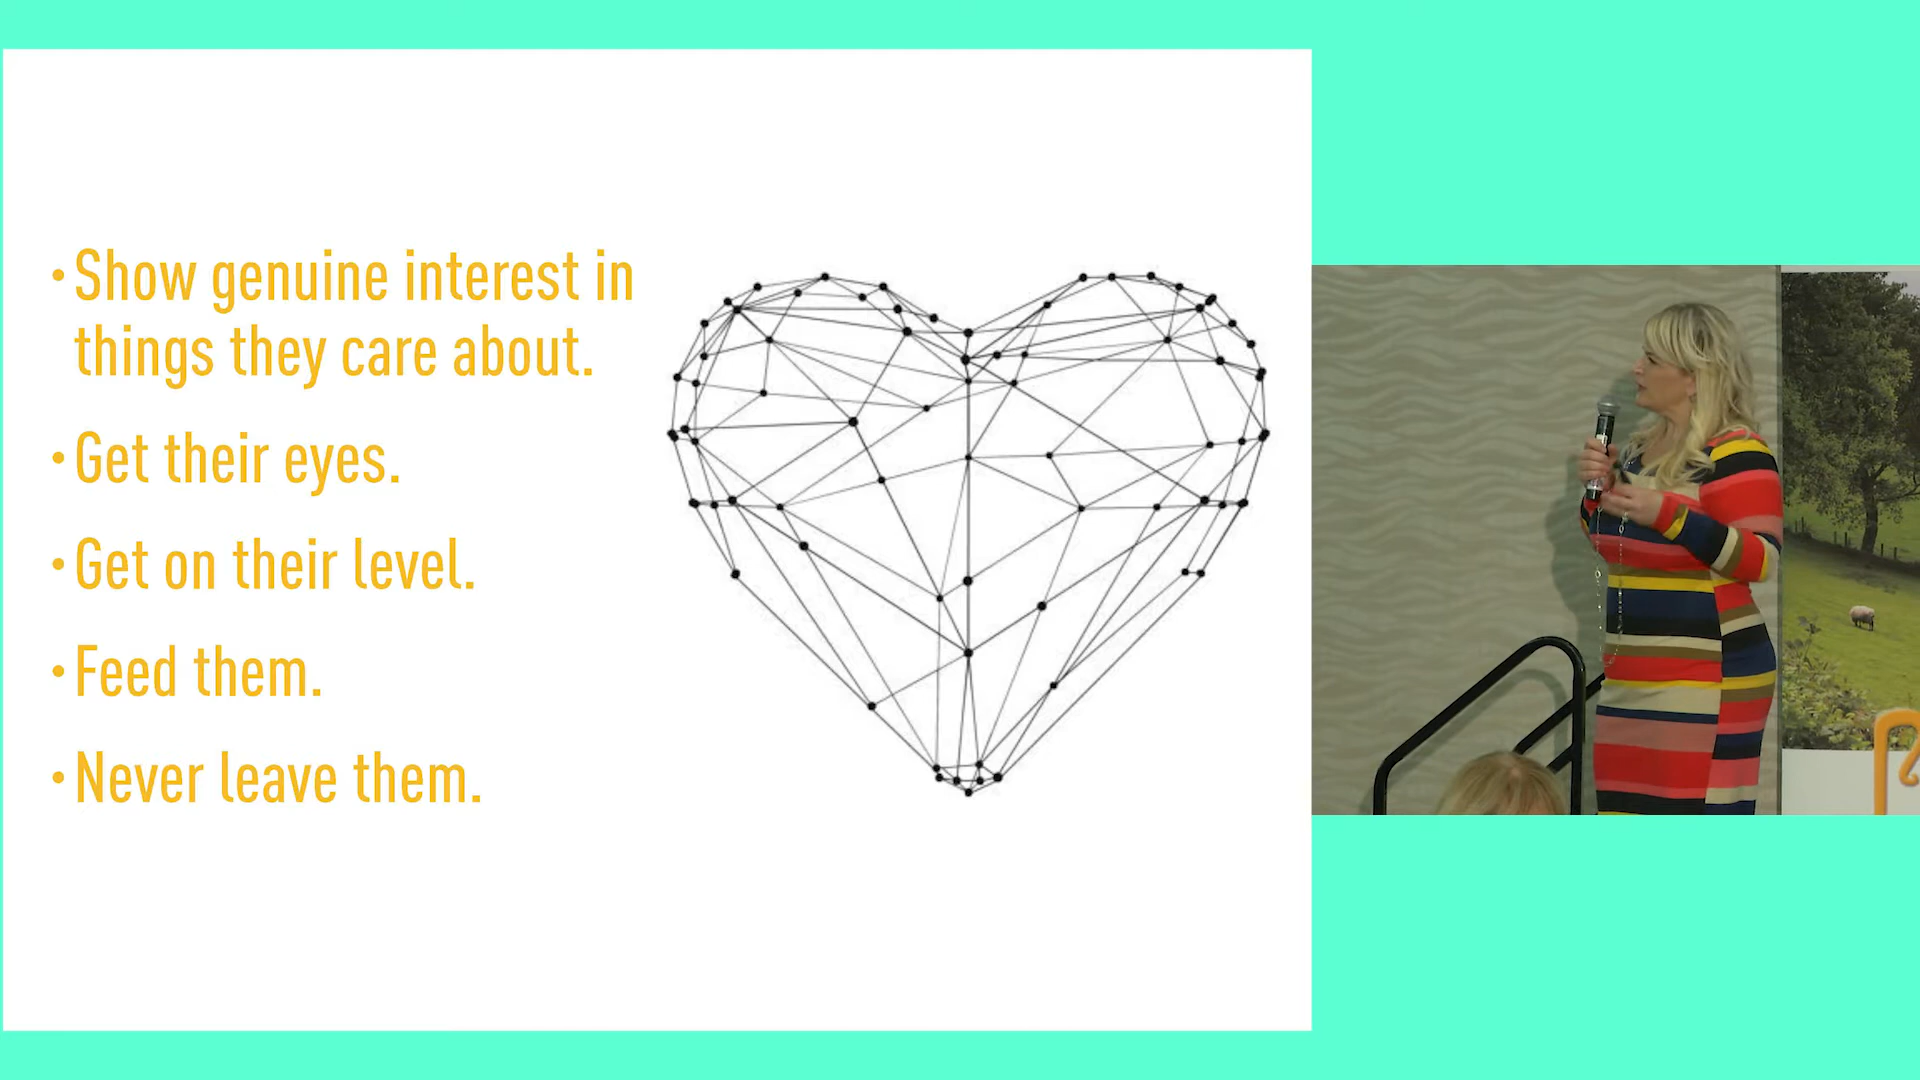 • Show genuine interest in
things they care about.
• Get their eyes.
• Get on their level.
• Feed them.
• Never leave them.